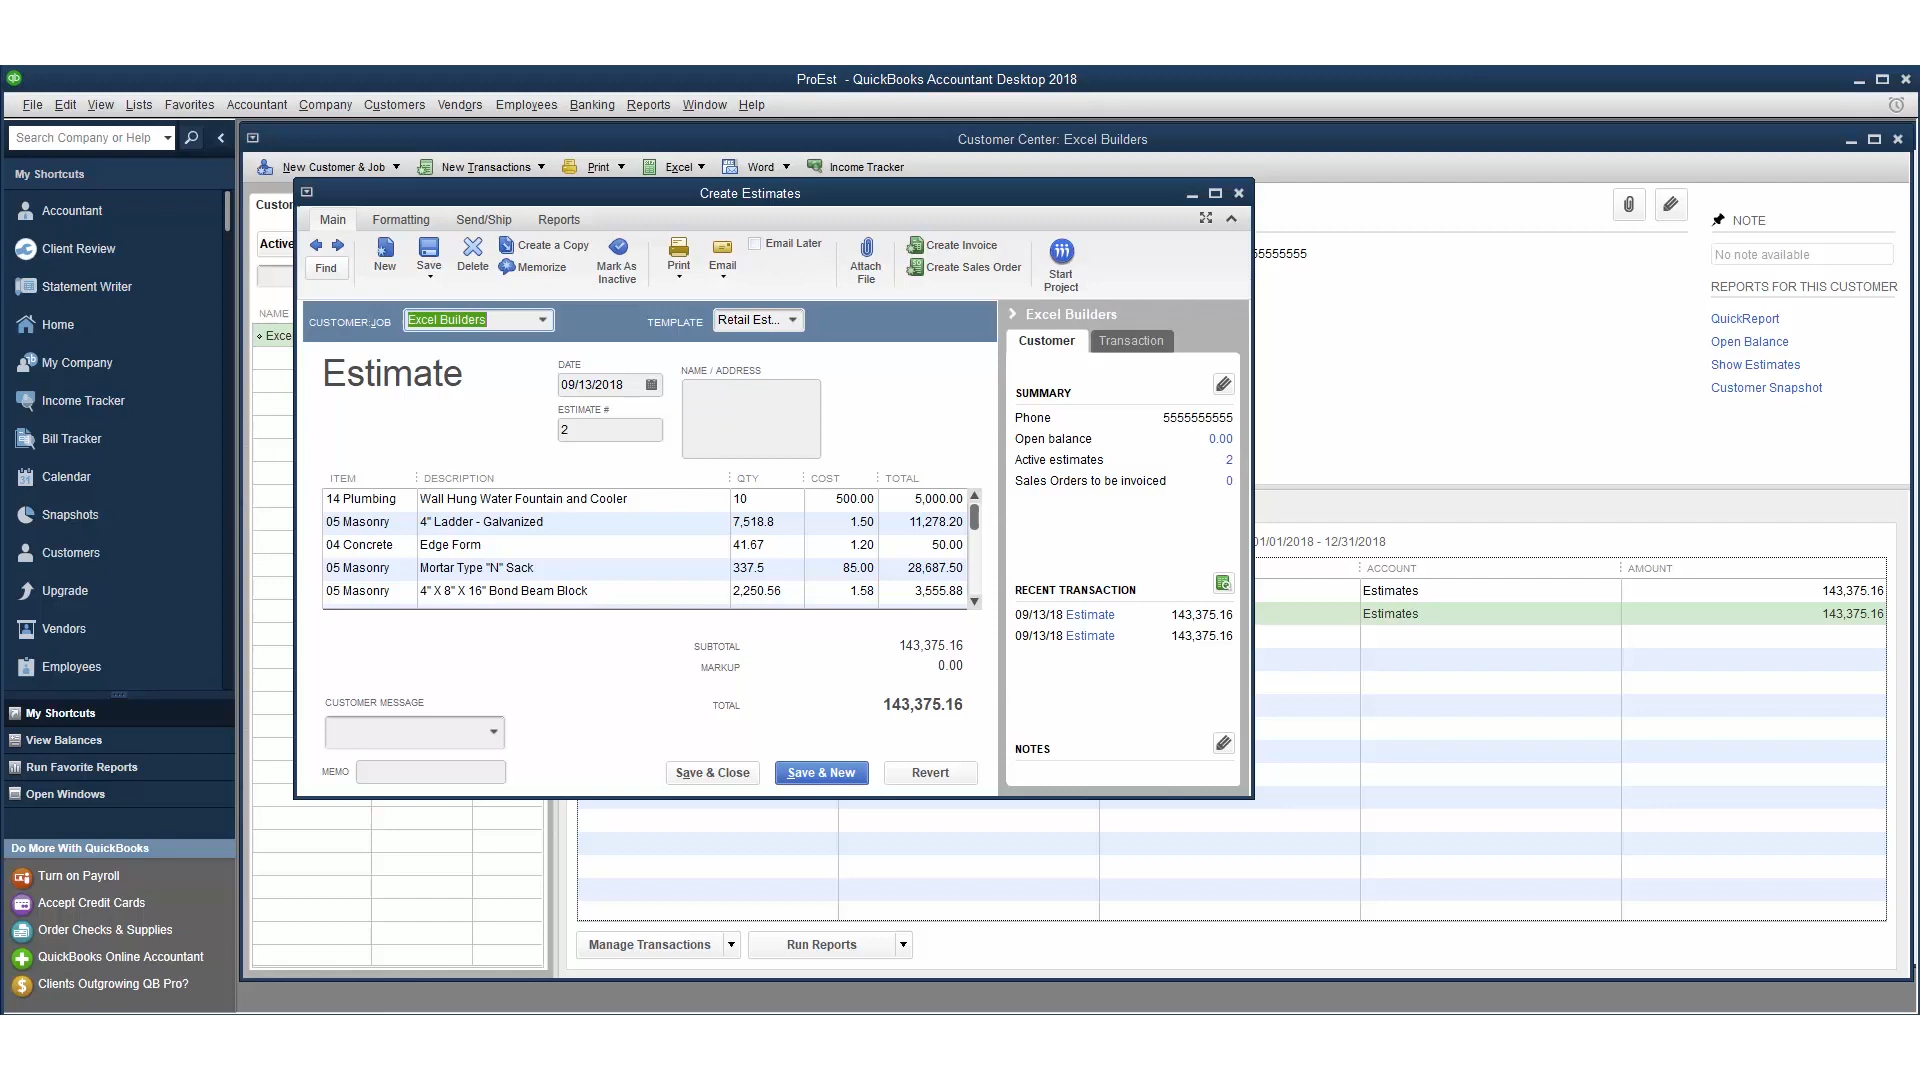 ProEst - QuickBooks Accountant Desktop 2018
File Edit View Lists Favorites Accountant Company Customers Vendors Employees Banking Reports Window Help
Search Company or Help
Customer Center: Excel Builders
New Customer & Job New Transactions Print Excel Word Income Tracker
My Shortcuts
Accountant
Client Review
Statement Writer
Home
My Company
Income Tracker
Bill Tracker
Calendar
Snapshots
Customers
Upgrade
Vendors
Employees
My Shortcuts
View Balances
Run Favorite Reports
Open Windows
Do More With QuickBooks
Turn on Payroll
Accept Credit Cards
Order Checks & Supplies
QuickBooks Online Accountant
Clients Outgrowing QB Pro?
Custor
Active
NAME
Exce
Create Estimates
Main Formatting Send/Ship Reports
Find
New
Save
Delete
Create a Copy
Memorize
Mark As
Inactive
Print
Email
Email Later
Attach
File
Create Invoice
Create Sales Order
Start
Project
CUSTOMER:JOB Excel Builders TEMPLATE Retail Est...
Estimate
DATE
09/13/2018
ESTIMATE #
2
NAME / ADDRESS
ITEM DESCRIPTION QTY COST TOTAL
14 Plumbing Wall Hung Water Fountain and Cooler 10 500.00 5,000.00
05 Masonry 4" Ladder - Galvanized 7,518.8 1.50 11,278.20
04 Concrete Edge Form 41.67 1.20 50.00
05 Masonry Mortar Type "N" Sack 337.5 85.00 28,687.50
05 Masonry 4" X 8" X 16" Bond Beam Block 2,250.56 1.58 3,555.88
SUBTOTAL 143,375.16
MARKUP 0.00
TOTAL 143,375.16
CUSTOMER MESSAGE
MEMO
Save & Close Save & New Revert
Excel Builders
Customer Transaction
SUMMARY
Phone 5555555555
Open balance 0.00
Active estimates 2
Sales Orders to be invoiced 0
RECENT TRANSACTION
09/13/18 Estimate 143,375.16
09/13/18 Estimate 143,375.16
NOTES
5555555
NOTE
No note available
REPORTS FOR THIS CUSTOMER
QuickReport
Open Balance
Show Estimates
Customer Snapshot
01/01/2018 - 12/31/2018
ACCOUNT AMOUNT
Estimates 143,375.16
Estimates 143,375.16
Manage Transactions Run Reports